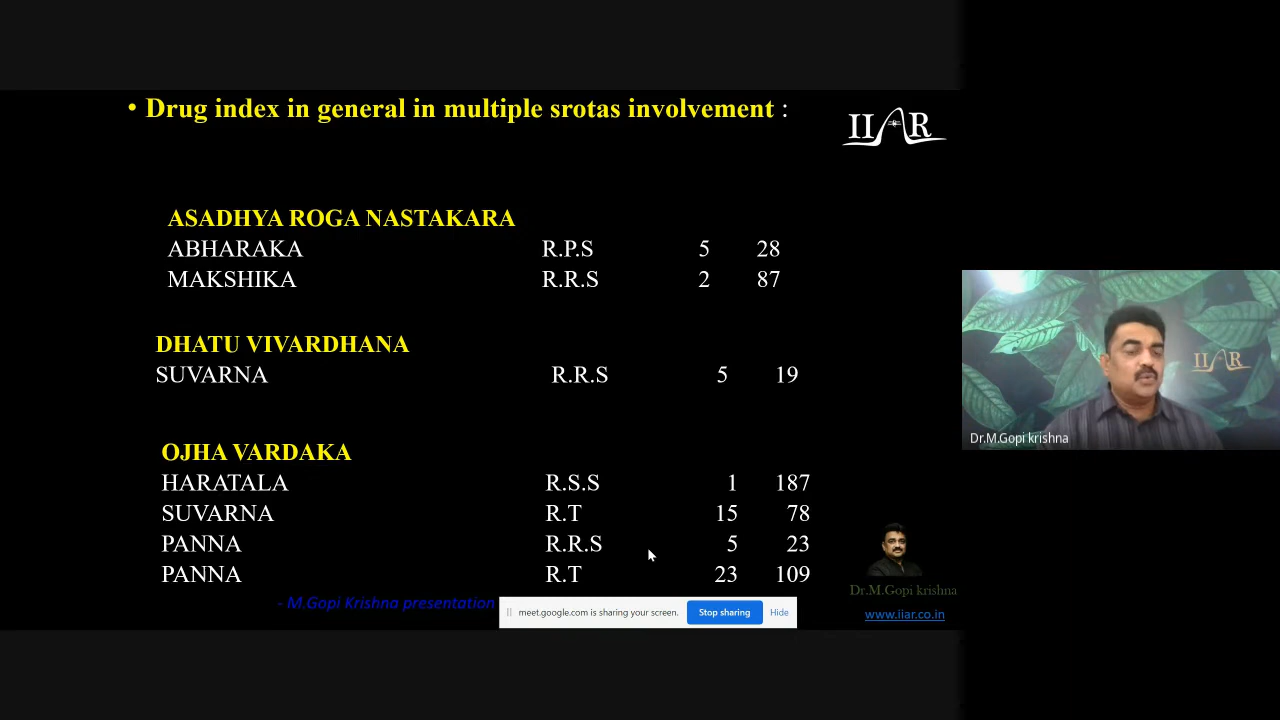 • Drug index in general in multiple srotas involvement :
IIAR
ASADHYA ROGA NASTAKARA
ABHARAKA R.P.S 5 28
MAKSHIKA R.R.S 2 87
DHATU VIVARDHANA
SUVARNA R.R.S 5 19
IIAR
Dr.M.Gopi krishna
OJHA VARDAKA
HARATALA R.S.S 1 187
SUVARNA R.T 15 78
PANNA R.R.S 5 23
PANNA R.T 23 109
Dr.M.Gopi krishna
- M.Gopi Krishna presentation
meet.google.com is sharing your screen. Stop sharing Hide
www.iiar.co.in